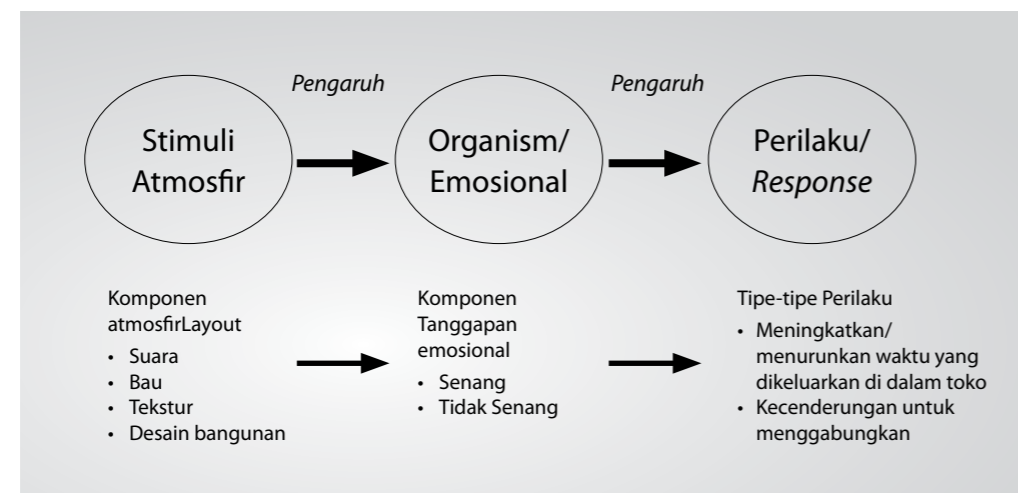 Pengaruh
Pengaruh
Stimuli
Atmosfir
Organism/
Emosional
Perilaku/
Response
Komponen
atmosfirLayout
• Suara
• Bau
• Tekstur
• Desain bangunan
Komponen
Tanggapan
emosional
• Senang
• Tidak Senang
Tipe-tipe Perilaku
• Meningkatkan/
menurunkan waktu yang
dikeluarkan di dalam toko
• Kecenderungan untuk
menggabungkan